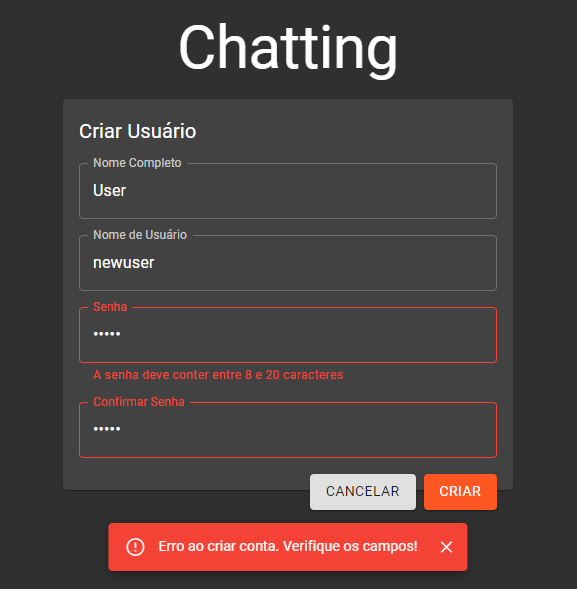 Chatting
Criar Usuário
Nome Completo
User
Nome de Usuário
newuser
Senha
•••••
A senha deve conter entre 8 e 20 caracteres
Confirmar Senha
•••••
CANCELAR CRIAR
Erro ao criar conta. Verifique os campos!